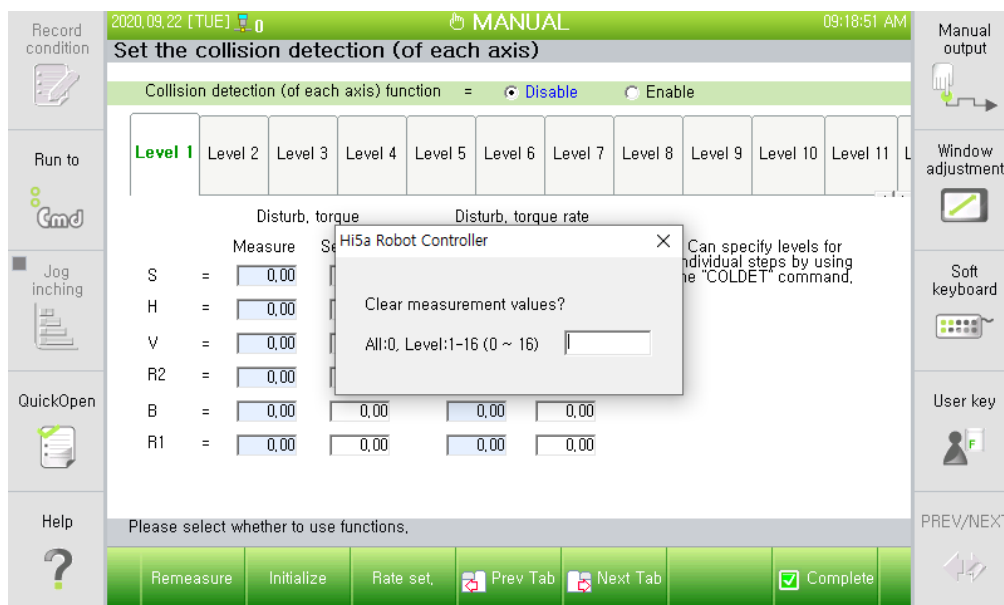 2020,09,22 [TUE] 0 MANUAL 09:18:51 AM
Set the collision detection (of each axis)
Record
condition
Run to
Cmd
Jog
inching
QuickOpen
Help
Collision detection (of each axis) function = Disable Enable
Level 1 Level 2 Level 3 Level 4 Level 5 Level 6 Level 7 Level 8 Level 9 Level 10 Level 11 L
Disturb, torque Disturb, torque rate
Measure
S = 0,00
H = 0,00
V = 0,00
R2 = 0,00
B = 0,00 0,00 0,00 0,00
R1 = 0,00 0,00 0,00 0,00
Can specify levels for
ndividual steps by using
"COLDET" command,
Hi5a Robot Controller
Clear measurement values?
All:0, Level:1-16 (0 ~ 16)
Please select whether to use functions,
Remeasure Initialize Rate set, Prev Tab Next Tab Complete
Manual
output
Window
adjustment
Soft
keyboard
User key
F
PREV/NEXT